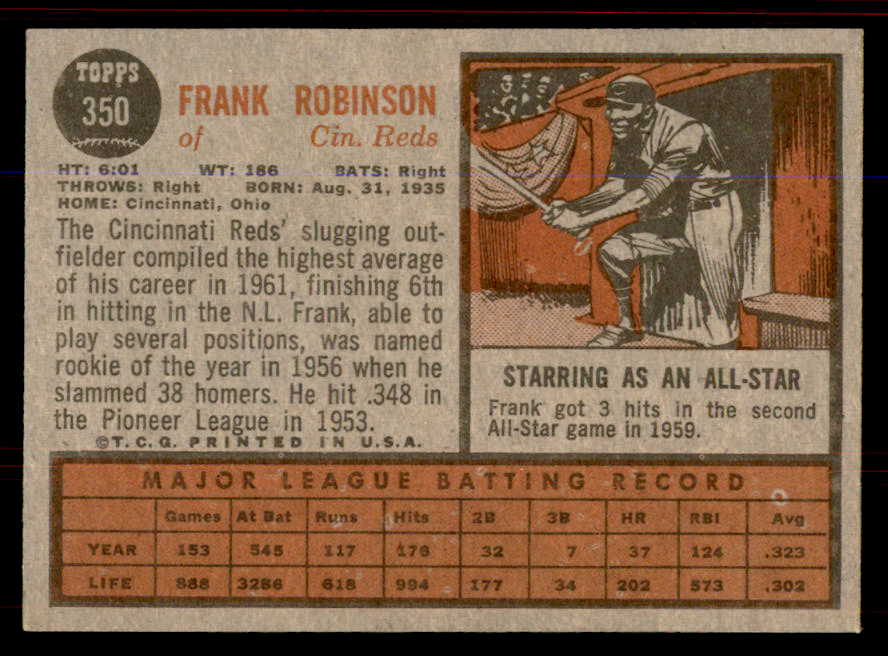 TOPPS
350
FRANK ROBINSON
of Cin. Reds
HT: 6:01 WT: 186 BATS: Right
THROWS: Right BORN: Aug. 31, 1935
HOME: Cincinnati, Ohio
The Cincinnati Reds' slugging out-
fielder compiled the highest average
of his career in 1961, finishing 6th
in hitting in the N.L. Frank, able to
play several positions, was named
rookie of the year in 1956 when he
slammed 38 homers. He hit .348 in
the Pioneer League in 1953.
©T.C.G. PRINTED IN U.S.A.
STARRING AS AN ALL-STAR
Frank got 3 hits in the second
All-Star game in 1959.
MAJOR LEAGUE BATTING RECORD
Games At Bat Runs Hits 2B 3B HR RBI Avg
YEAR 153 545 117 176 32 7 37 124 .323
LIFE 888 3286 618 994 177 34 202 573 .302